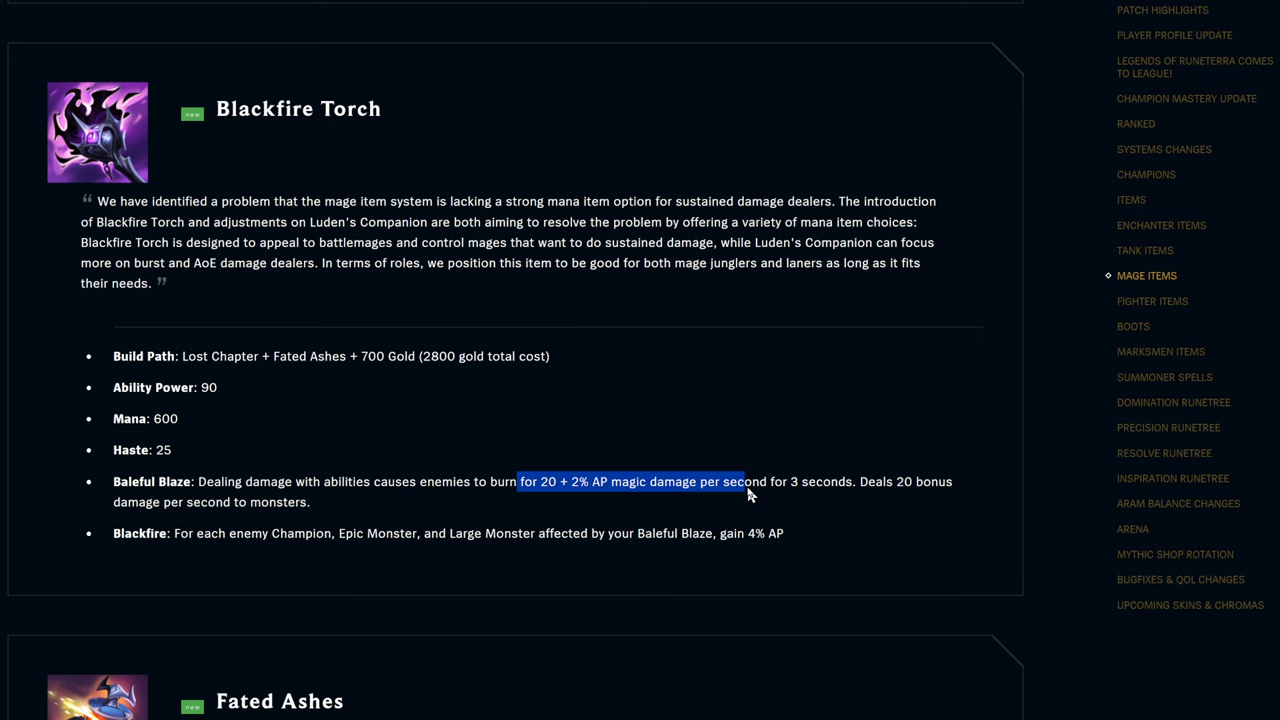 new
Blackfire Torch
“ We have identified a problem that the mage item system is lacking a strong mana item option for sustained damage dealers. The introduction
of Blackfire Torch and adjustments on Luden's Companion are both aiming to resolve the problem by offering a variety of mana item choices:
Blackfire Torch is designed to appeal to battlemages and control mages that want to do sustained damage, while Luden's Companion can focus
more on burst and AoE damage dealers. In terms of roles, we position this item to be good for both mage junglers and laners as long as it fits
their needs. ”
• Build Path: Lost Chapter + Fated Ashes + 700 Gold (2800 gold total cost)
• Ability Power: 90
• Mana: 600
• Haste: 25
• Baleful Blaze: Dealing damage with abilities causes enemies to burn for 20 + 2% AP magic damage per second for 3 seconds. Deals 20 bonus
damage per second to monsters.
• Blackfire: For each enemy Champion, Epic Monster, and Large Monster affected by your Baleful Blaze, gain 4% AP
new
Fated Ashes
PATCH HIGHLIGHTS
PLAYER PROFILE UPDATE
LEGENDS OF RUNETERRA COMES
TO LEAGUE!
CHAMPION MASTERY UPDATE
RANKED
SYSTEMS CHANGES
CHAMPIONS
ITEMS
ENCHANTER ITEMS
TANK ITEMS
MAGE ITEMS
FIGHTER ITEMS
BOOTS
MARKSMEN ITEMS
SUMMONER SPELLS
DOMINATION RUNETREE
PRECISION RUNETREE
RESOLVE RUNETREE
INSPIRATION RUNETREE
ARAM BALANCE CHANGES
ARENA
MYTHIC SHOP ROTATION
BUGFIXES & QOL CHANGES
UPCOMING SKINS & CHROMAS